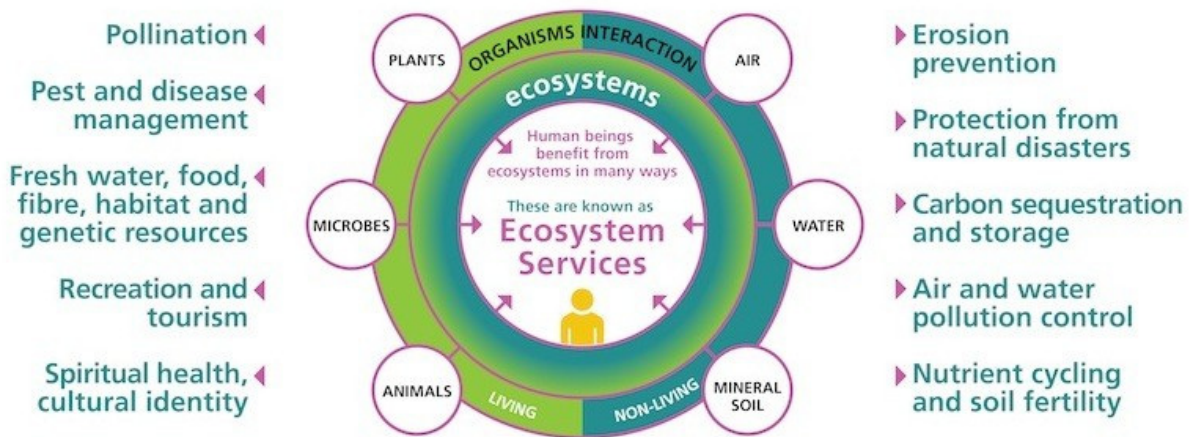 Pollination
Pest and disease
management
Fresh water, food,
fibre, habitat and
genetic resources
Recreation and
tourism
Spiritual health,
cultural identity
ORGANISMS INTERACTION
PLANTS
AIR
ecosystems
Human beings
benefit from
ecosystems in many ways
These are known as
Ecosystem
Services
MICROBES
WATER
ANIMALS
MINERAL
SOIL
LIVING
NON-LIVING
Erosion
prevention
Protection from
natural disasters
Carbon sequestration
and storage
Air and water
pollution control
Nutrient cycling
and soil fertility